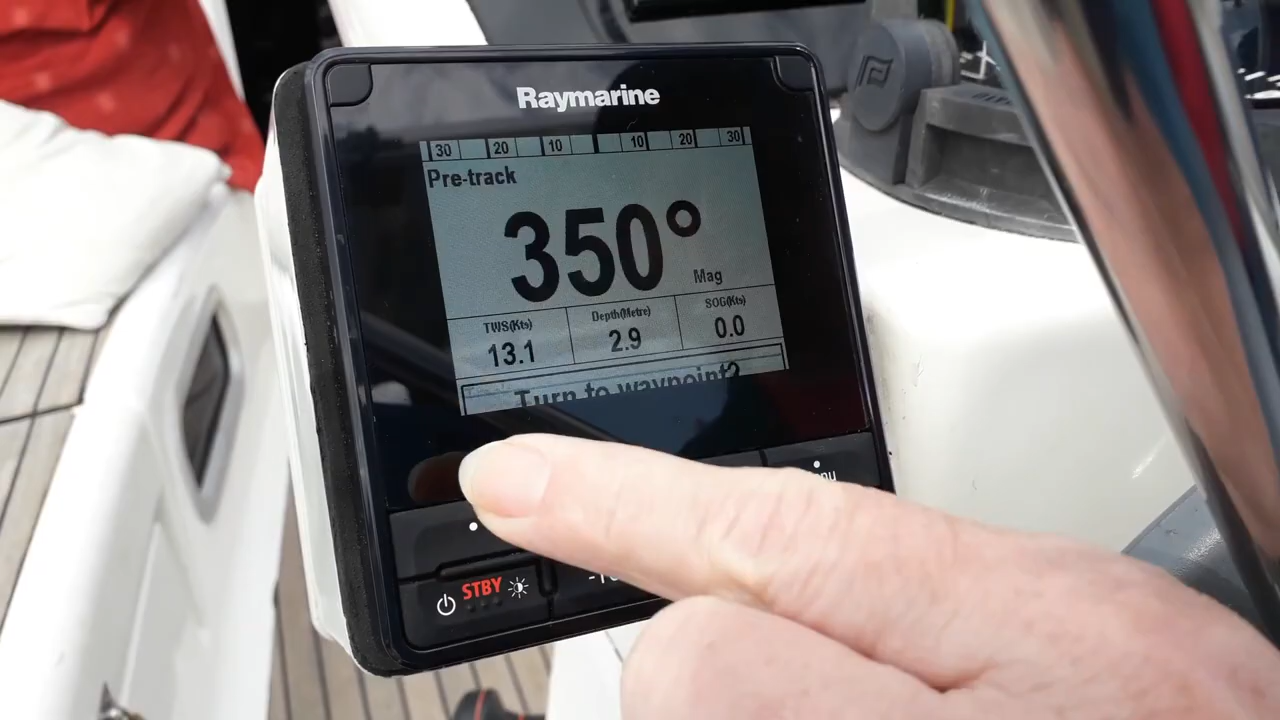 Raymarine
30 20 10 10 20 30
Pre-track
350°
Mag
TWS(Kts) Depth(Metre) SOG(Kts)
13.1 2.9 0.0
Turn to waypoint?
STBY